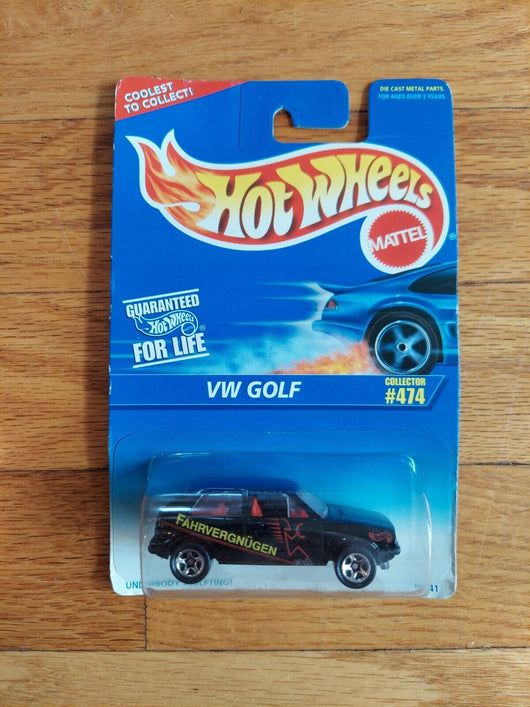 COOLEST
TO COLLECT!
DIE CAST METAL PARTS.
FOR AGES OVER 3 YEARS.
HOT WHEELS
®
MATTEL
GUARANTEED
HOT WHEELS ®
FOR LIFE
VW GOLF
COLLECTOR
#474
FAHRVERGNÜGEN